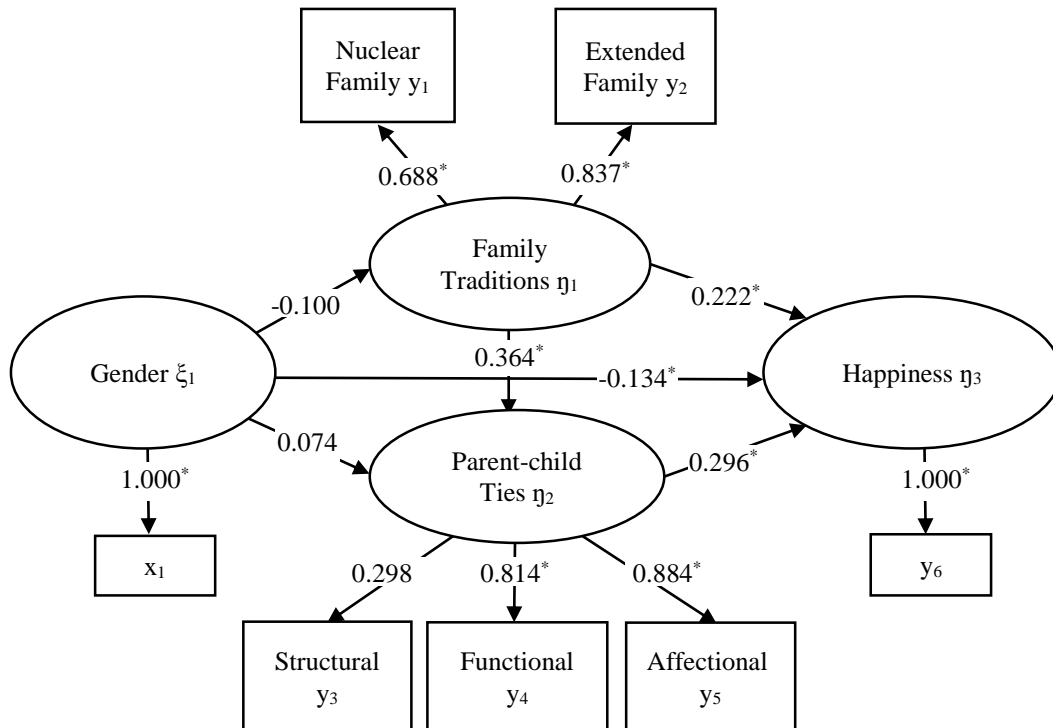 Nuclear
Family y₁
Extended
Family y₂
0.688*
0.837*
Family
Traditions ŋ₁
-0.100
0.222*
0.364*
Gender ξ₁
-0.134*
Happiness ŋ₃
0.074
Parent-child
Ties ŋ₂
0.296*
1.000*
1.000*
x₁
y₆
0.298
0.814*
0.884*
Structural
y₃
Functional
y₄
Affectional
y₅